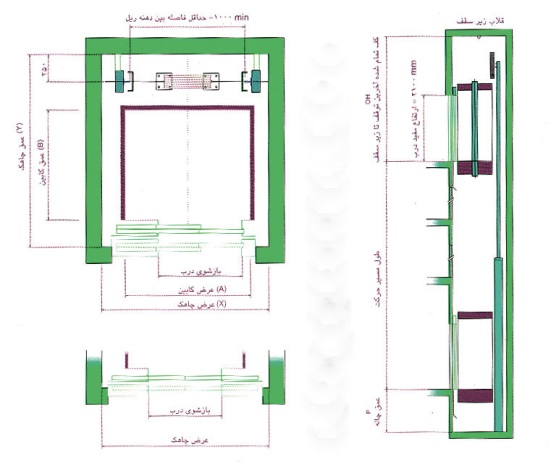 حداقل فاصله بین دهنه ریل -۱۰۰۰ min
۲۵۰
عمق چاهک (Y)
عمق کابین (B)
بازشوی درب
عرض کابین (A)
عرض چاهک (X)
بازشوی درب
عرض چاهک
قلاب زیر سقف
کف تمام شده آخرین توقف تا زیر سقف
OH
ارتفاع مفید درب = ۲۱۰۰ mm
طول مسیر حرکت
عمق چاله
P